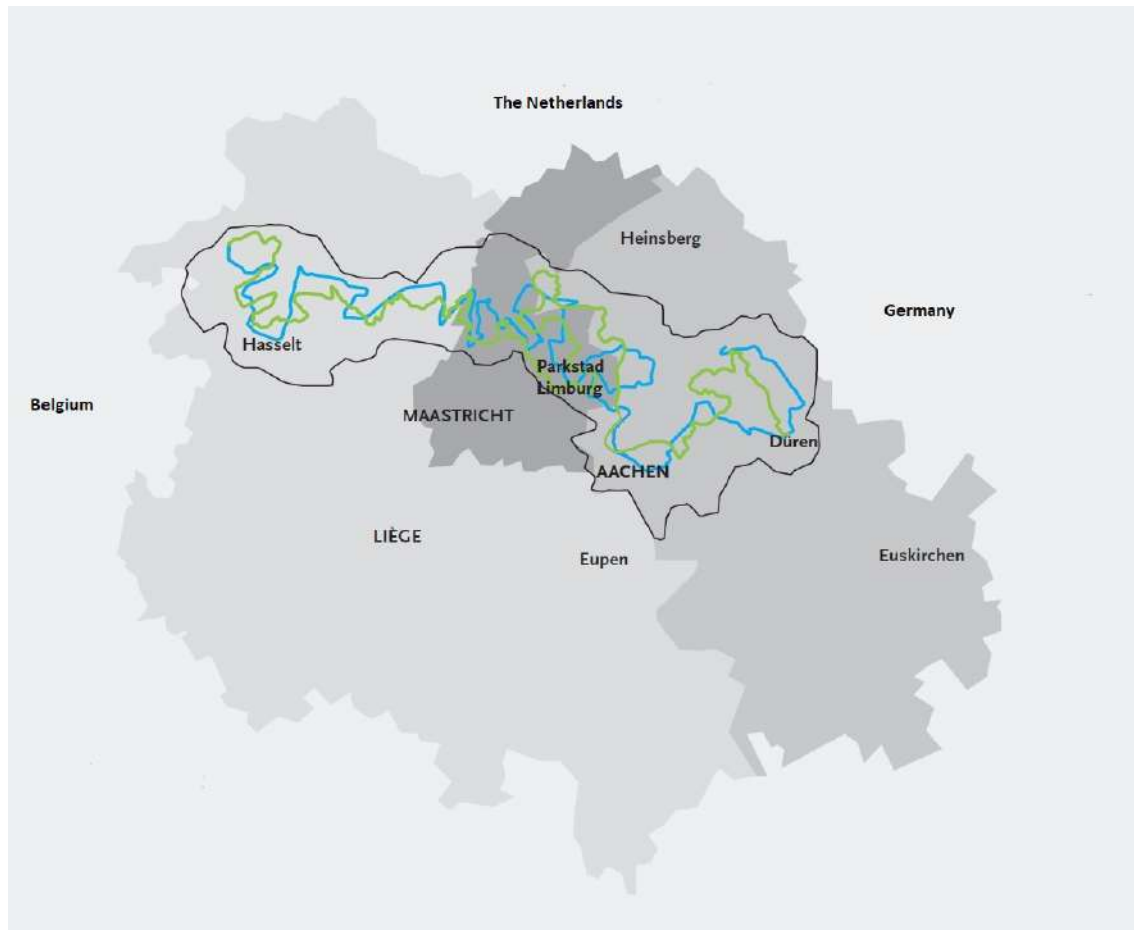 The Netherlands
Heinsberg
Germany
Hasselt
Parkstad
Limburg
Belgium
MAASTRICHT
Düren
AACHEN
LIÈGE
Eupen
Euskirchen